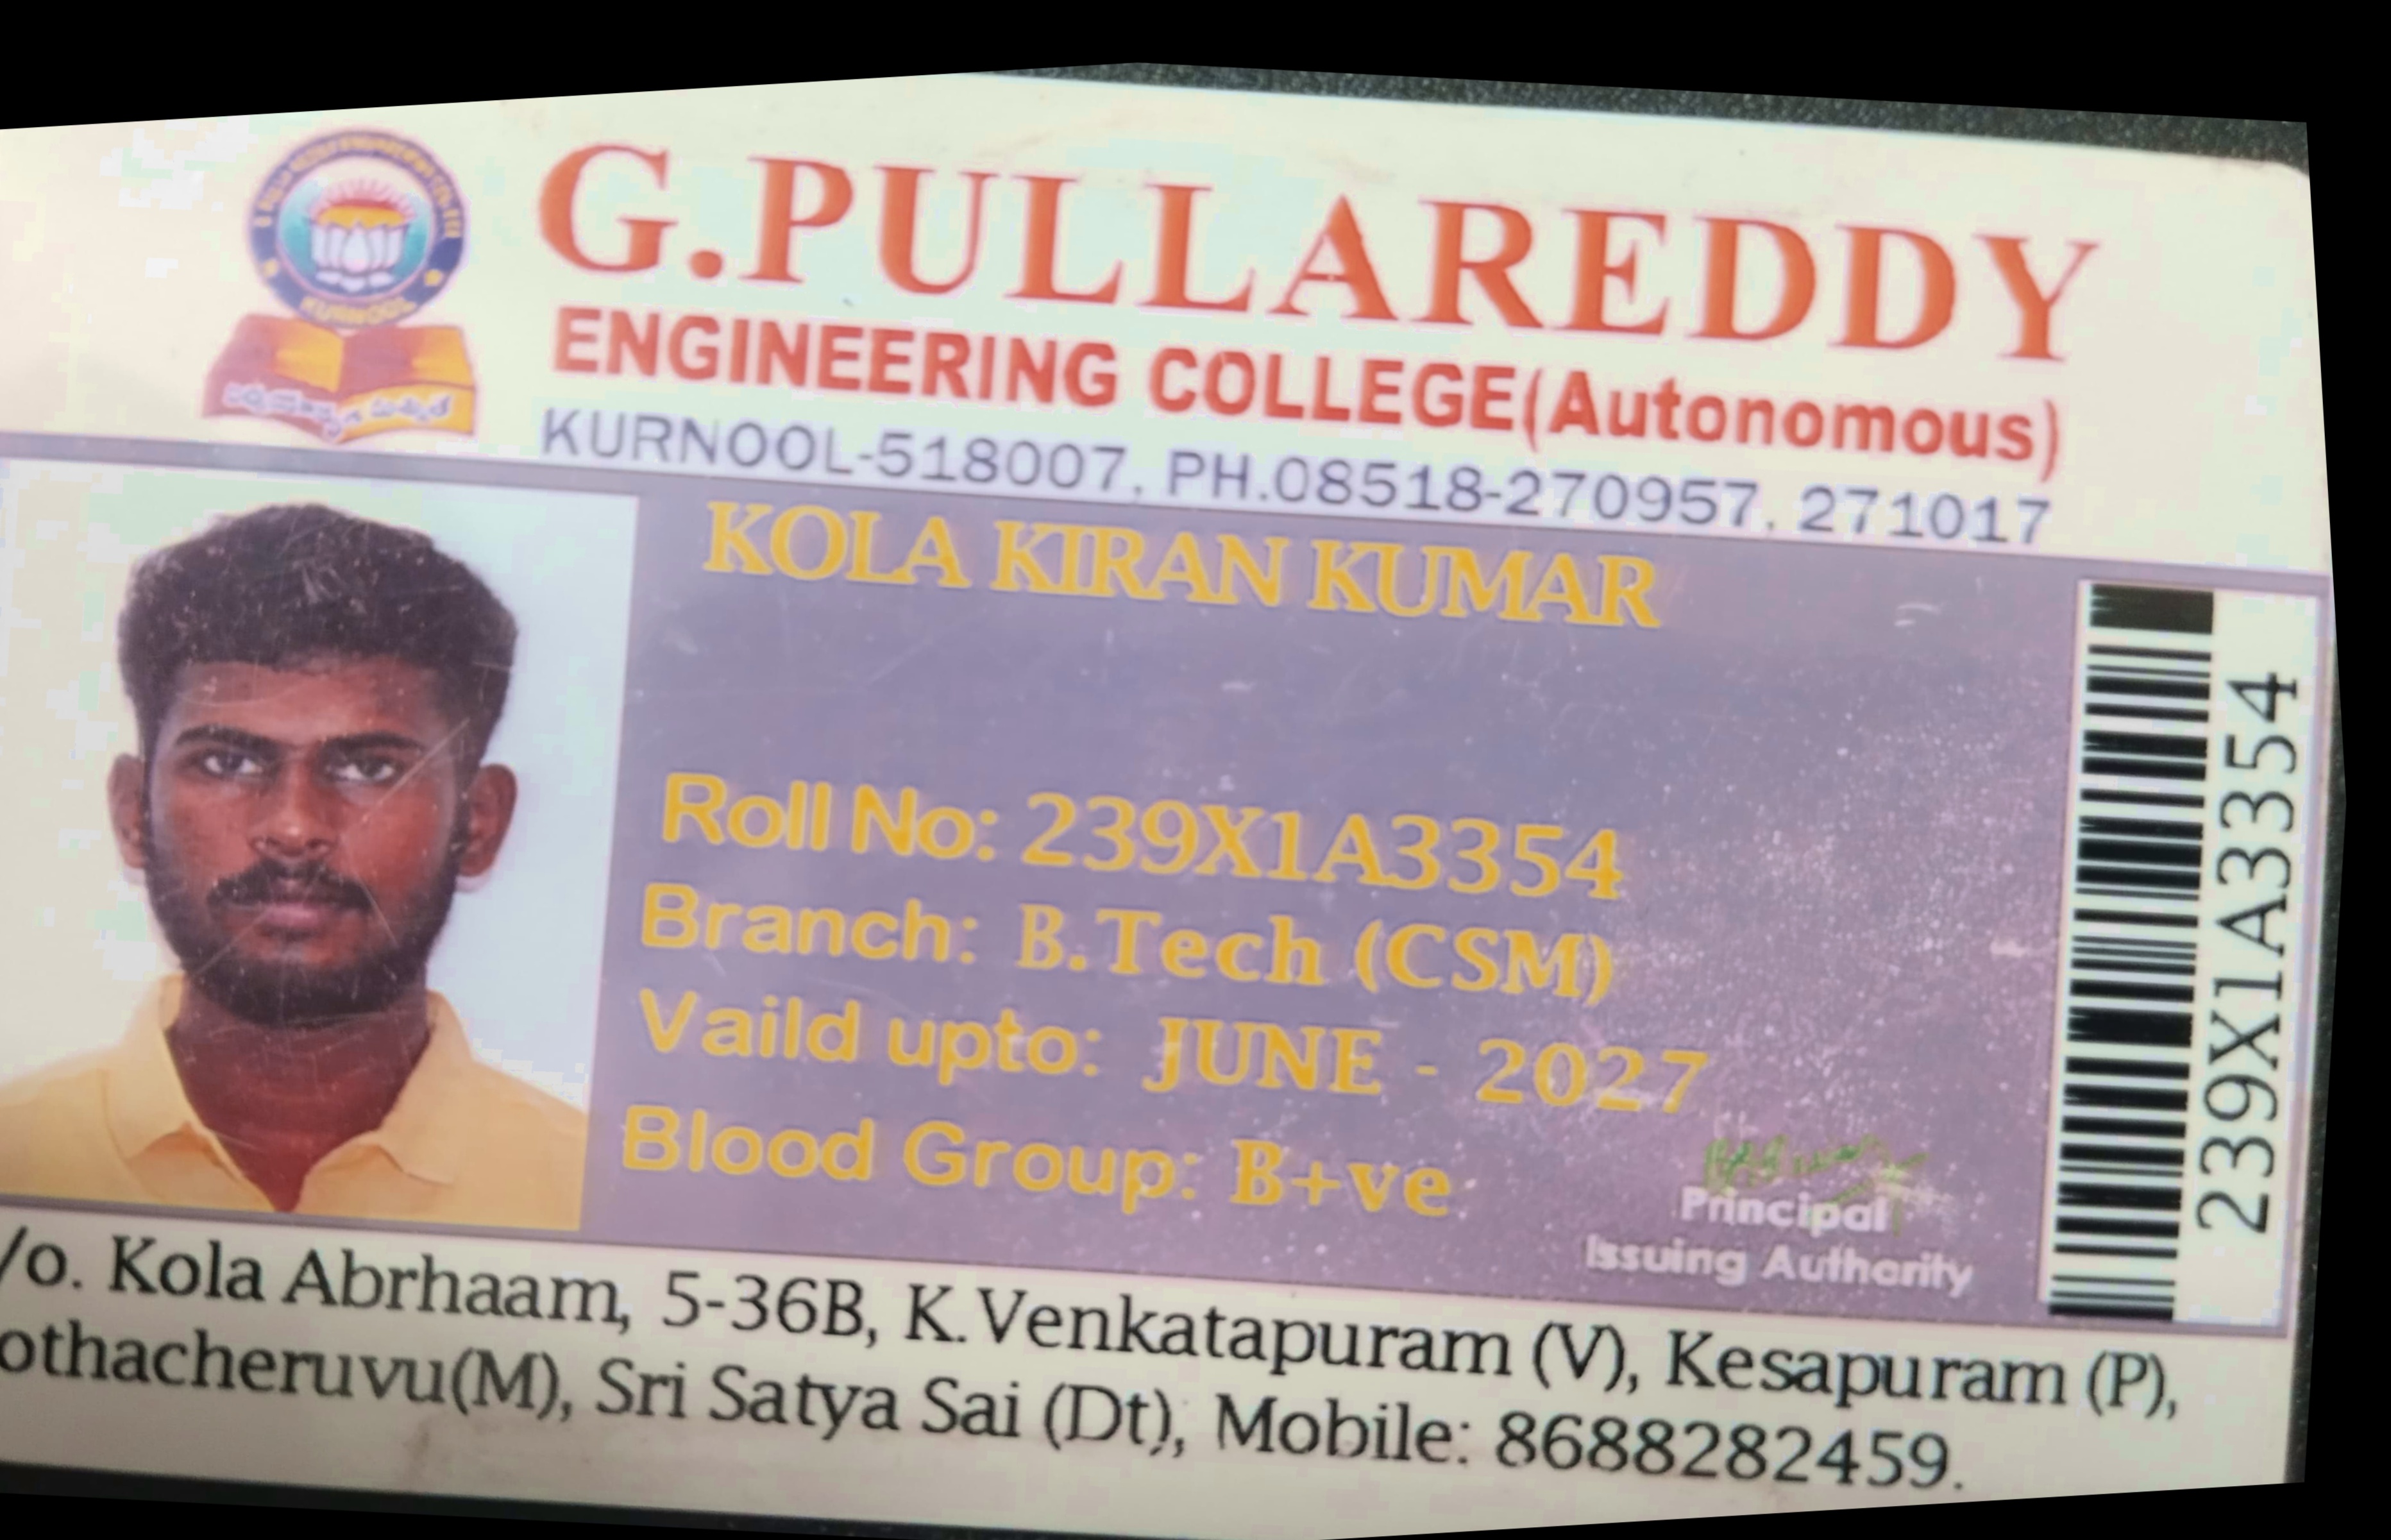 G.PULLAREDDY
ENGINEERING COLLEGE(Autonomous)
KURNOOL-518007, PH.08518-270957, 271017
KURNOOL
KOLA KIRAN KUMAR
Roll No: 239X1A3354
Branch: B.Tech (CSM)
Vaild upto: JUNE - 2027
Blood Group: B+ve
Principal
Issuing Authority
239X1A3354
/o. Kola Abrhaam, 5-36B, K.Venkatapuram (V), Kesapuram (P),
othacheruvu(M), Sri Satya Sai (Dt), Mobile: 8688282459.